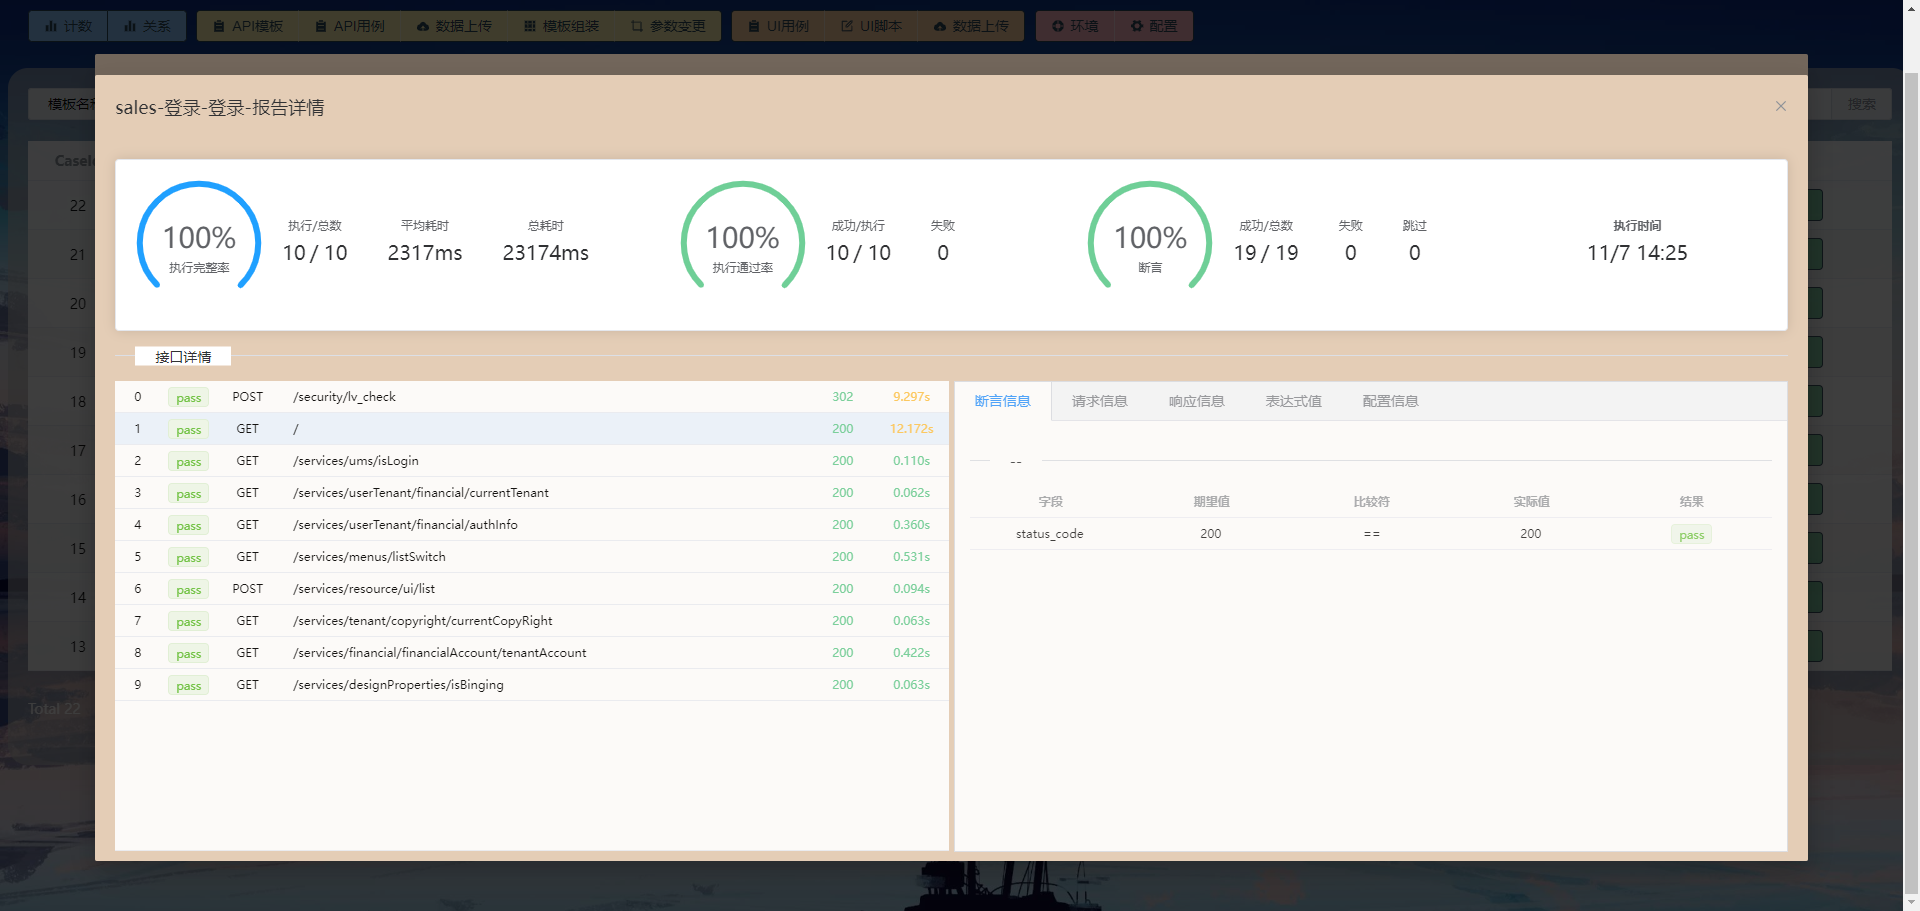 计数 关系 API模板 API用例 数据上传 模板组装 参数变更 UI用例 UI脚本 数据上传 环境 配置
模板名 搜索
sales-登录-登录-报告详情
CaseI
100% 执行完整率 执行/总数 10 / 10 平均耗时 2317ms 总耗时 23174ms
100% 执行通过率 成功/执行 10 / 10 失败 0
100% 断言 成功/总数 19 / 19 失败 0 跳过 0
执行时间 11/7 14:25
22
21
20
19
18
17
16
15
14
13
Total 22
接口详情
0 pass POST /security/lv_check 302 9.297s
1 pass GET / 200 12.172s
2 pass GET /services/ums/isLogin 200 0.110s
3 pass GET /services/userTenant/financial/currentTenant 200 0.062s
4 pass GET /services/userTenant/financial/authInfo 200 0.360s
5 pass GET /services/menus/listSwitch 200 0.531s
6 pass POST /services/resource/ui/list 200 0.094s
7 pass GET /services/tenant/copyright/currentCopyRight 200 0.063s
8 pass GET /services/financial/financialAccount/tenantAccount 200 0.422s
9 pass GET /services/designProperties/isBinging 200 0.063s
断言信息 请求信息 响应信息 表达式值 配置信息
--
字段 期望值 比较符 实际值 结果
status_code 200 == 200 pass